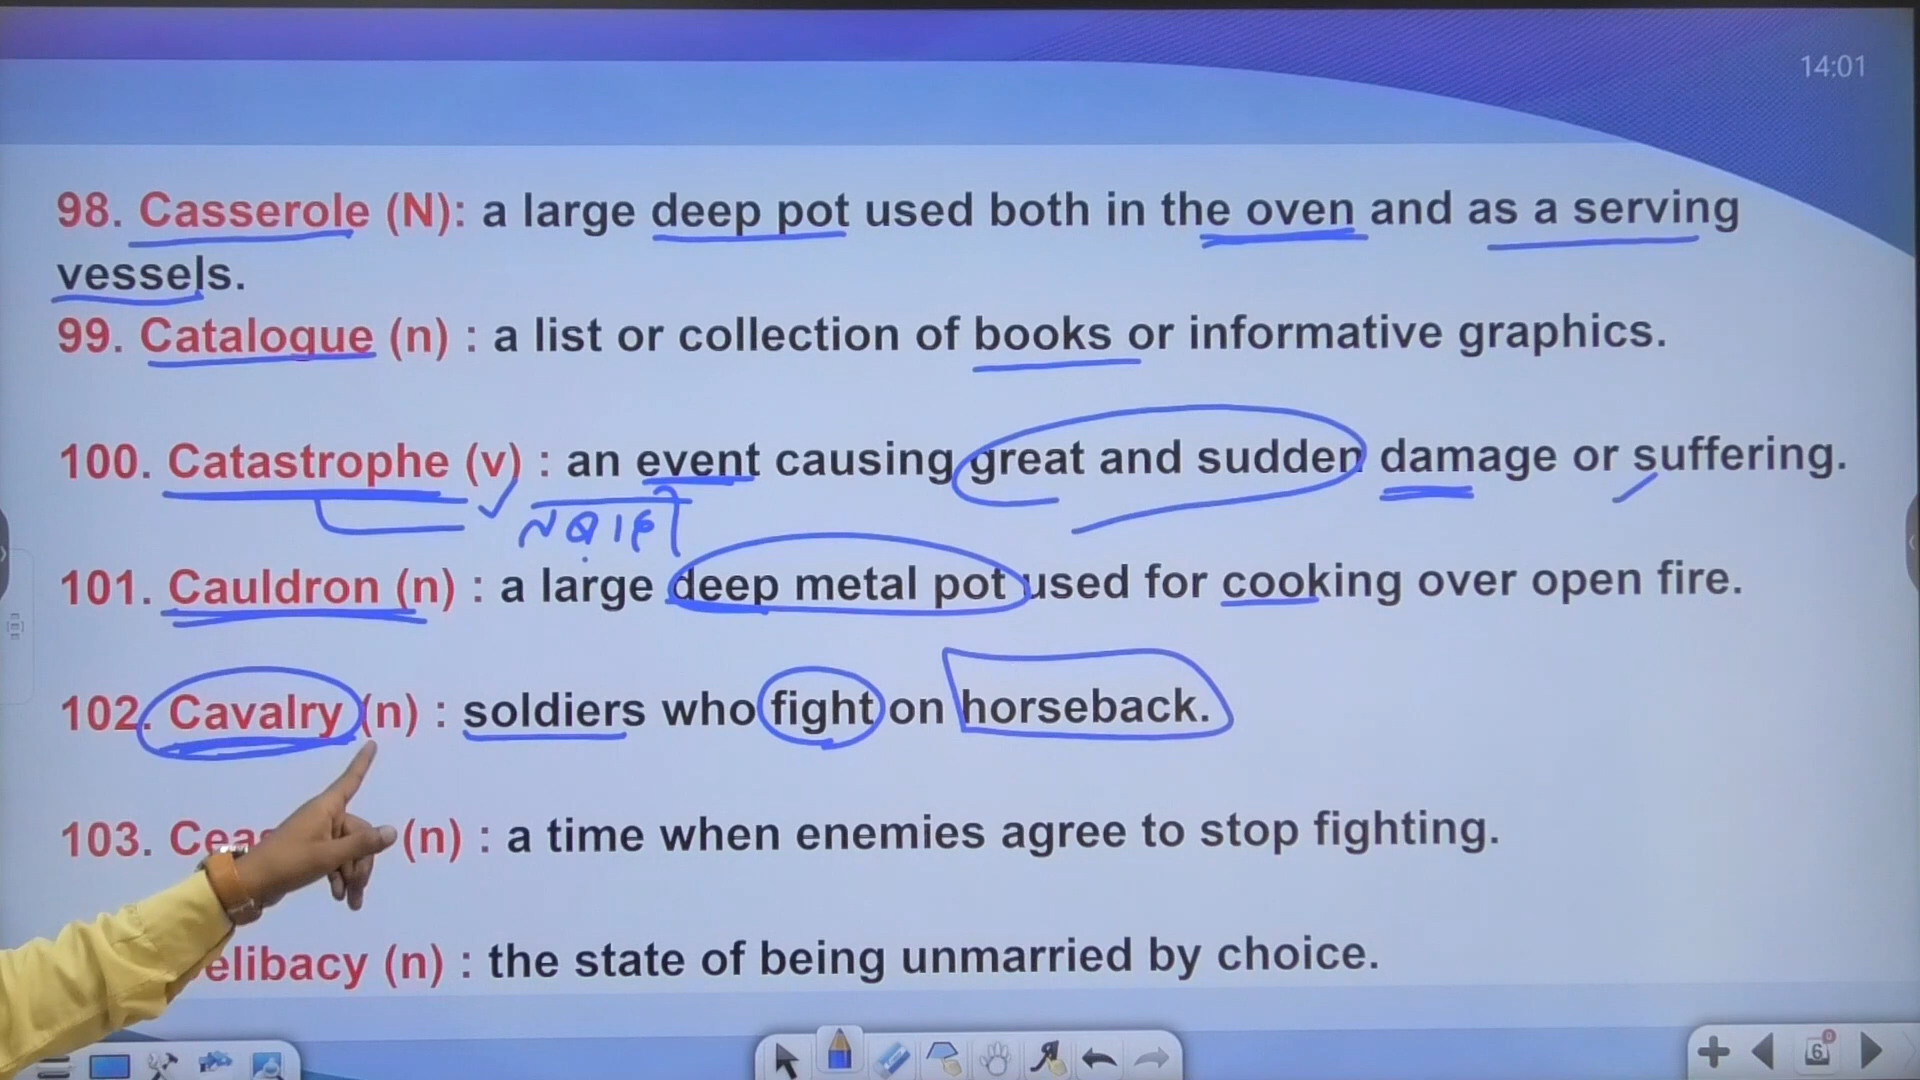 14:01
98. Casserole (N): a large deep pot used both in the oven and as a serving
vessels.
99. Catalogue (n) : a list or collection of books or informative graphics.
100. Catastrophe (v) : an event causing great and sudden damage or suffering.
101. Cauldron (n) : a large deep metal pot used for cooking over open fire.
102. Cavalry (n) : soldiers who fight on horseback.
103. (n) : a time when enemies agree to stop fighting.
elibacy (n) : the state of being unmarried by choice.
6